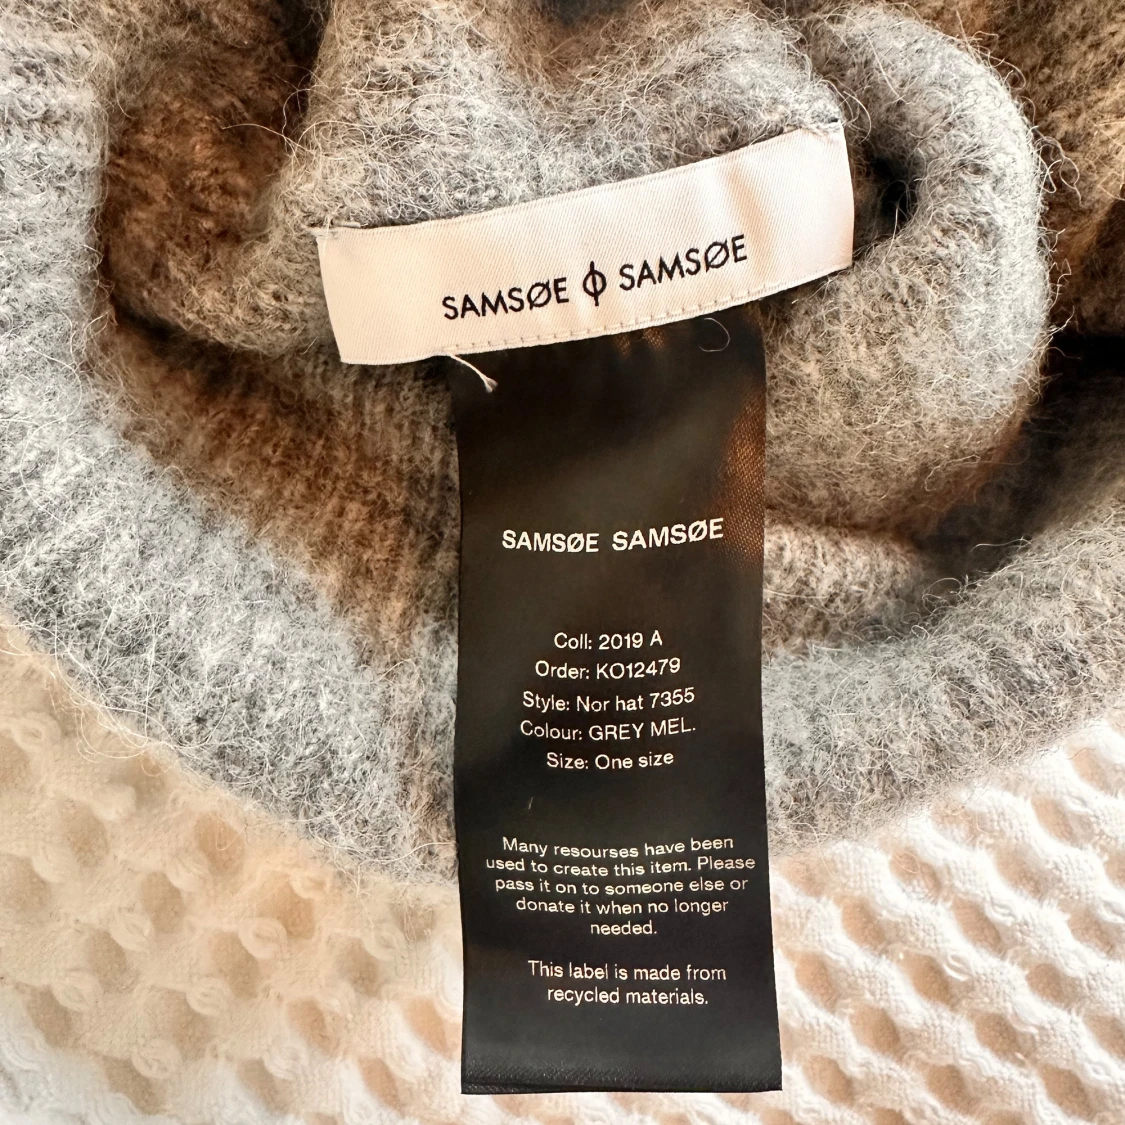 SAMSØE ϕ SAMSØE
SAMSØE SAMSØE
Coll: 2019 A
Order: KO12479
Style: Nor hat 7355
Colour: GREY MEL.
Size: One size
Many resourses have been
used to create this item. Please
pass it on to someone else or
donate it when no longer
needed.
This label is made from
recycled materials.